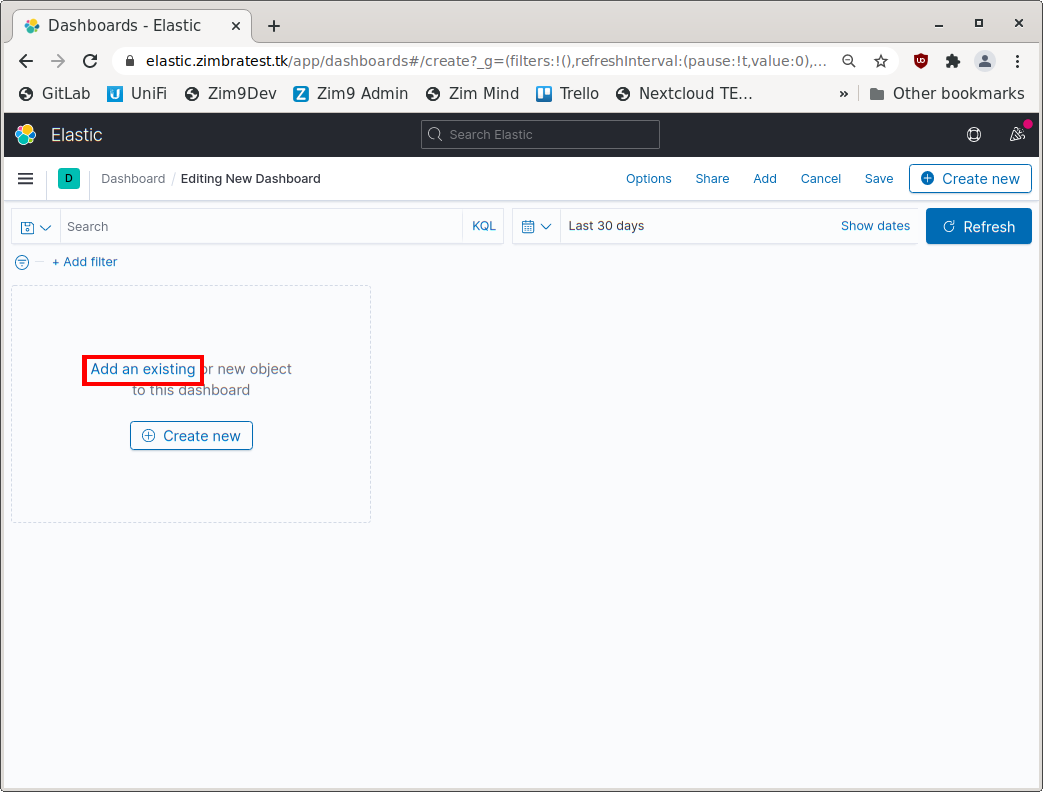 Dashboards - Elastic
elastic.zimbratest.tk/app/dashboards#/create?_g=(filters:!(),refreshInterval:(pause:!t,value:0),...
GitLab UniFi Zim9Dev Z Zim9 Admin Zim Mind Trello Nextcloud TE... » Other bookmarks
Elastic Search Elastic
D Dashboard / Editing New Dashboard Options Share Add Cancel Save Create new
Search KQL Last 30 days Show dates Refresh
+ Add filter
Add an existing or new object
to this dashboard
Create new